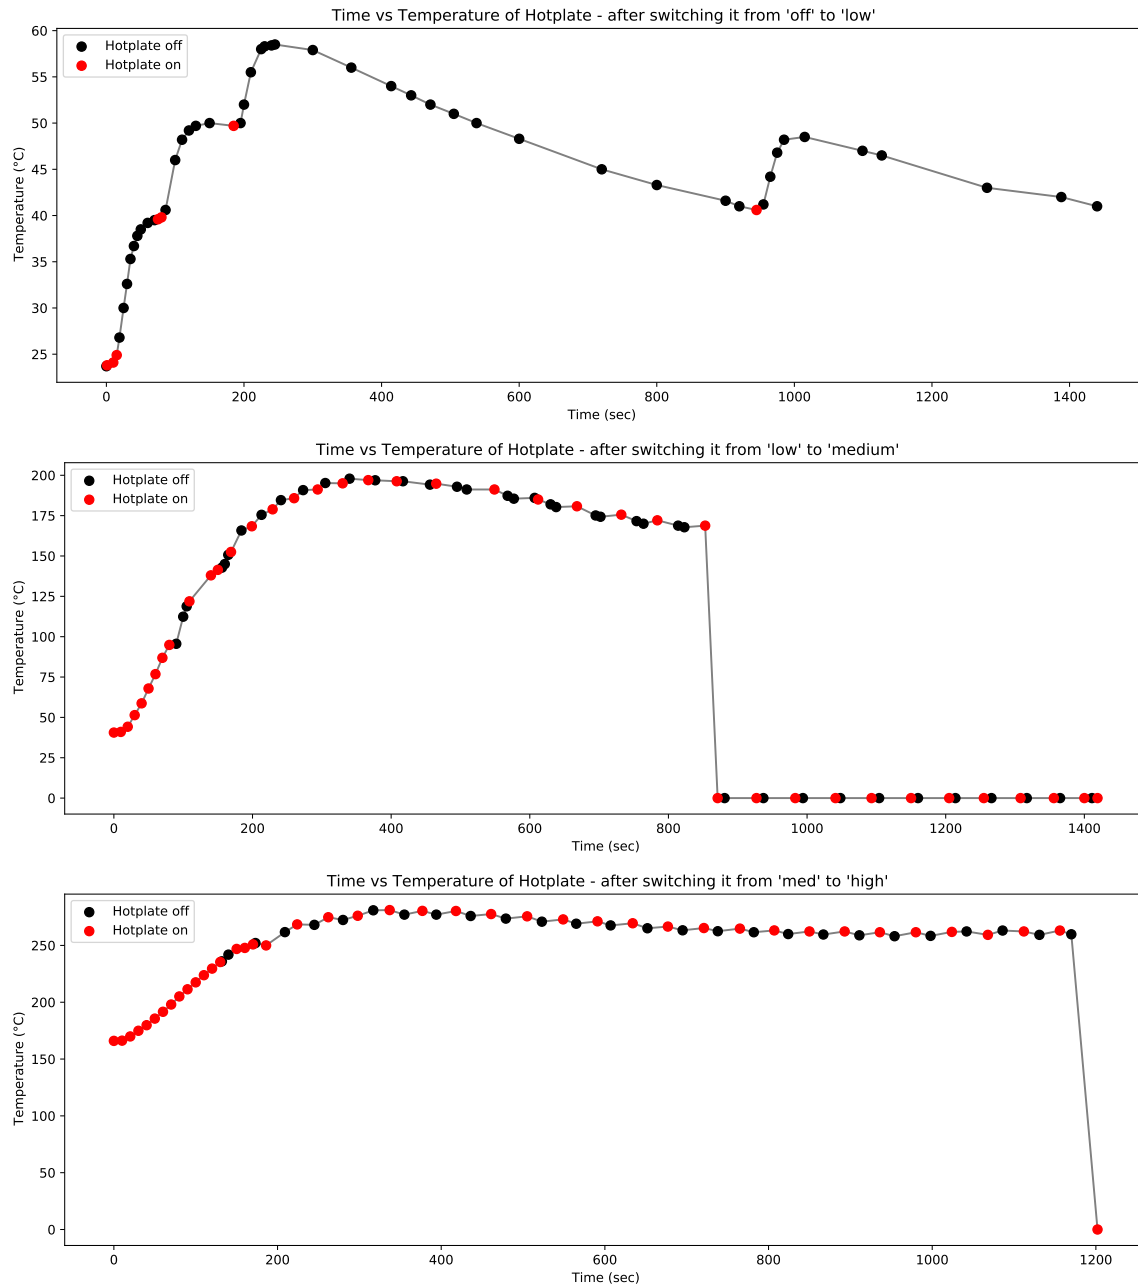 Time vs Temperature of Hotplate - after switching it from 'off' to 'low'
Hotplate off
Hotplate on
60
55
50
45
40
35
30
25
Temperature (°C)
0 200 400 600 800 1000 1200 1400
Time (sec)
Time vs Temperature of Hotplate - after switching it from 'low' to 'medium'
Hotplate off
Hotplate on
200
175
150
125
100
75
50
25
0
Temperature (°C)
0 200 400 600 800 1000 1200 1400
Time (sec)
Time vs Temperature of Hotplate - after switching it from 'med' to 'high'
Hotplate off
Hotplate on
250
200
150
100
50
0
Temperature (°C)
0 200 400 600 800 1000 1200
Time (sec)